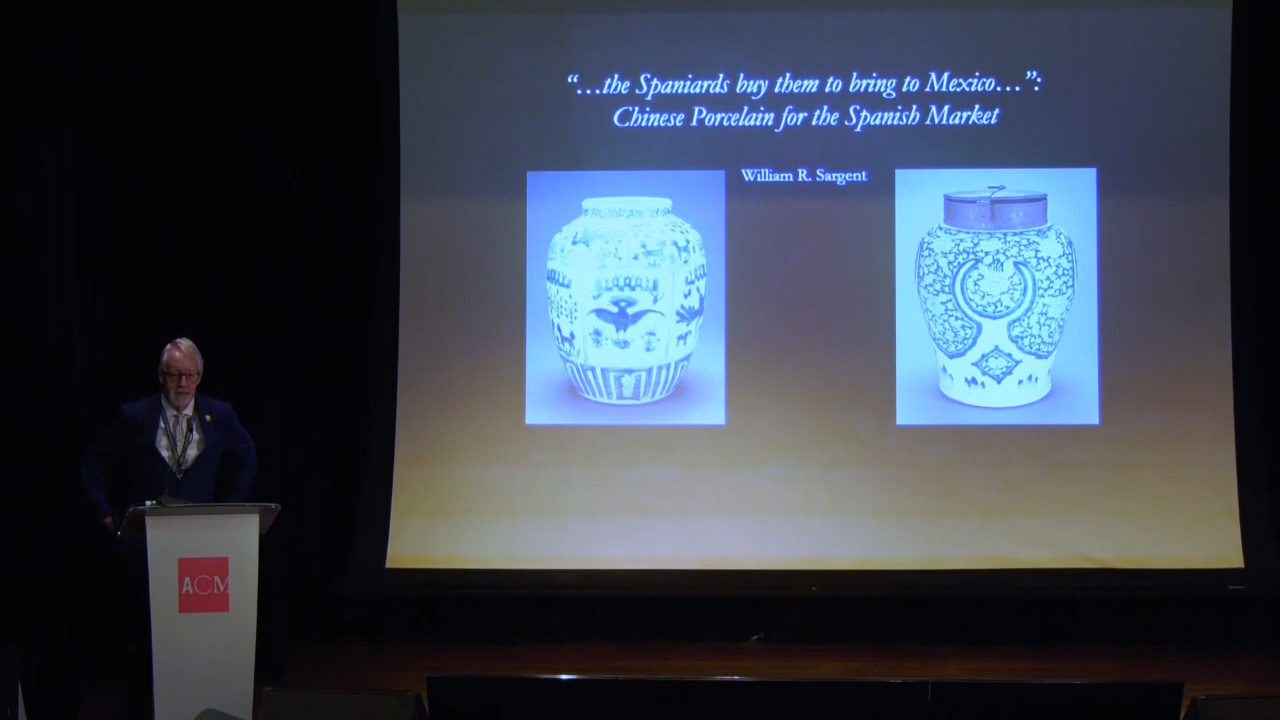 “…the Spaniards buy them to bring to Mexico…”:
Chinese Porcelain for the Spanish Market
William R. Sargent
ACM